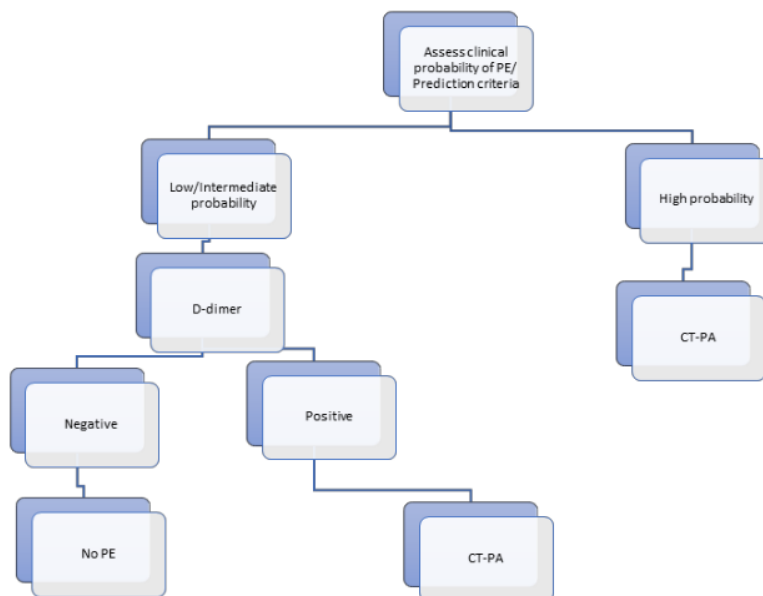 Assess clinical
probability of PE/
Prediction criteria
Low/Intermediate
probability
High probability
D-dimer
CT-PA
Negative
Positive
No PE
CT-PA